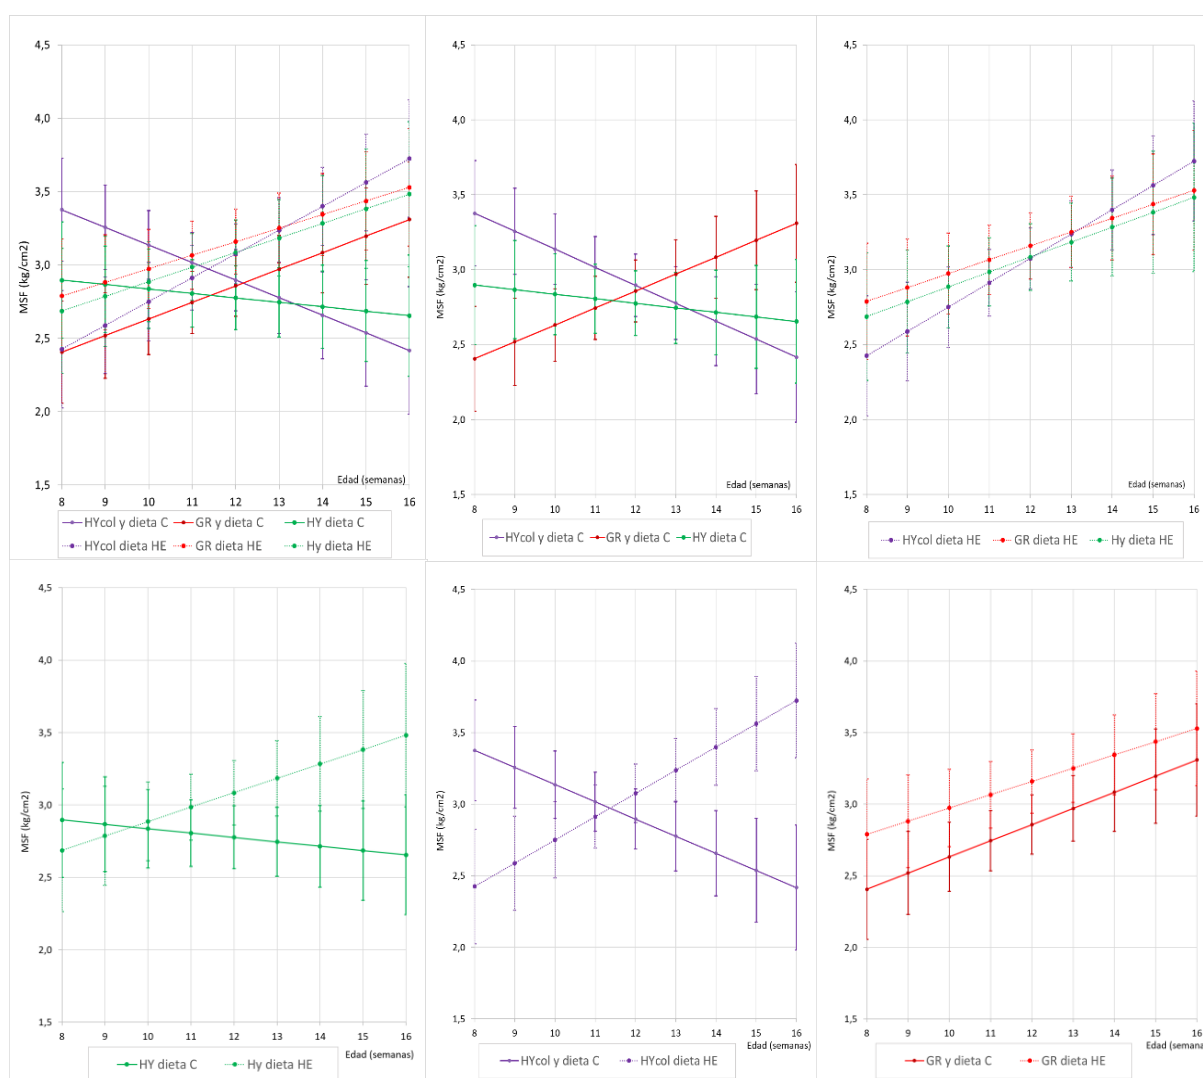 4,5
4,0
3,5
3,0
2,5
2,0
1,5
MSF (kg/cm2)
Edad (semanas)
8 9 10 11 12 13 14 15 16
HYcol y dieta C GR y dieta C HY dieta C
HYcol dieta HE GR dieta HE Hy dieta HE
4,5
4,0
3,5
3,0
2,5
2,0
1,5
MSF (kg/cm2)
Edad (semanas)
8 9 10 11 12 13 14 15 16
HYcol y dieta C GR y dieta C HY dieta C
4,5
4,0
3,5
3,0
2,5
2,0
1,5
MSF (kg/cm2)
Edad (semanas)
8 9 10 11 12 13 14 15 16
HYcol dieta HE GR dieta HE Hy dieta HE
4,5
4,0
3,5
3,0
2,5
2,0
1,5
MSF (kg/cm2)
8 9 10 11 12 13 14 15 16
Edad (semanas)
HY dieta C Hy dieta HE
4,5
4,0
3,5
3,0
2,5
2,0
1,5
MSF (kg/cm2)
8 9 10 11 12 13 14 15 16
Edad (semanas)
HYcol y dieta C HYcol dieta HE
4,5
4,0
3,5
3,0
2,5
2,0
1,5
MSF (kg/cm2)
8 9 10 11 12 13 14 15 16
Edad (semanas
GR y dieta C GR dieta HE